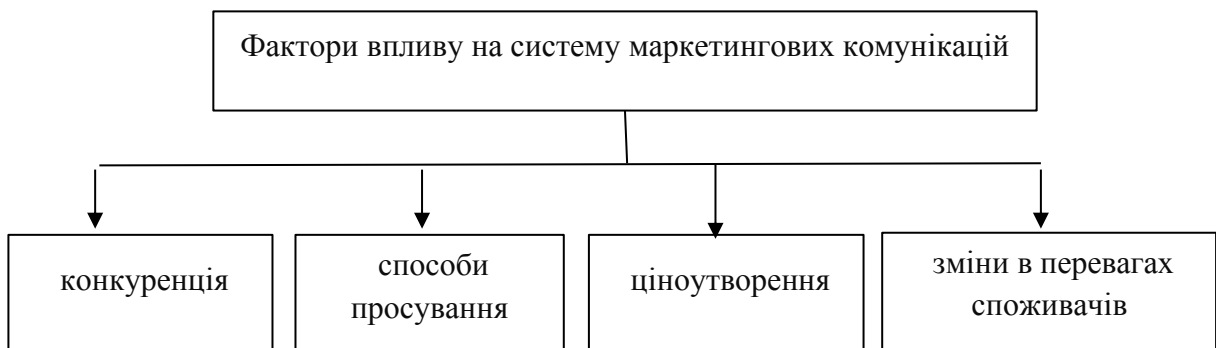 Фактори впливу на систему маркетингових комунікацій
конкуренція
способи
просування
ціноутворення
зміни в перевагах
споживачів